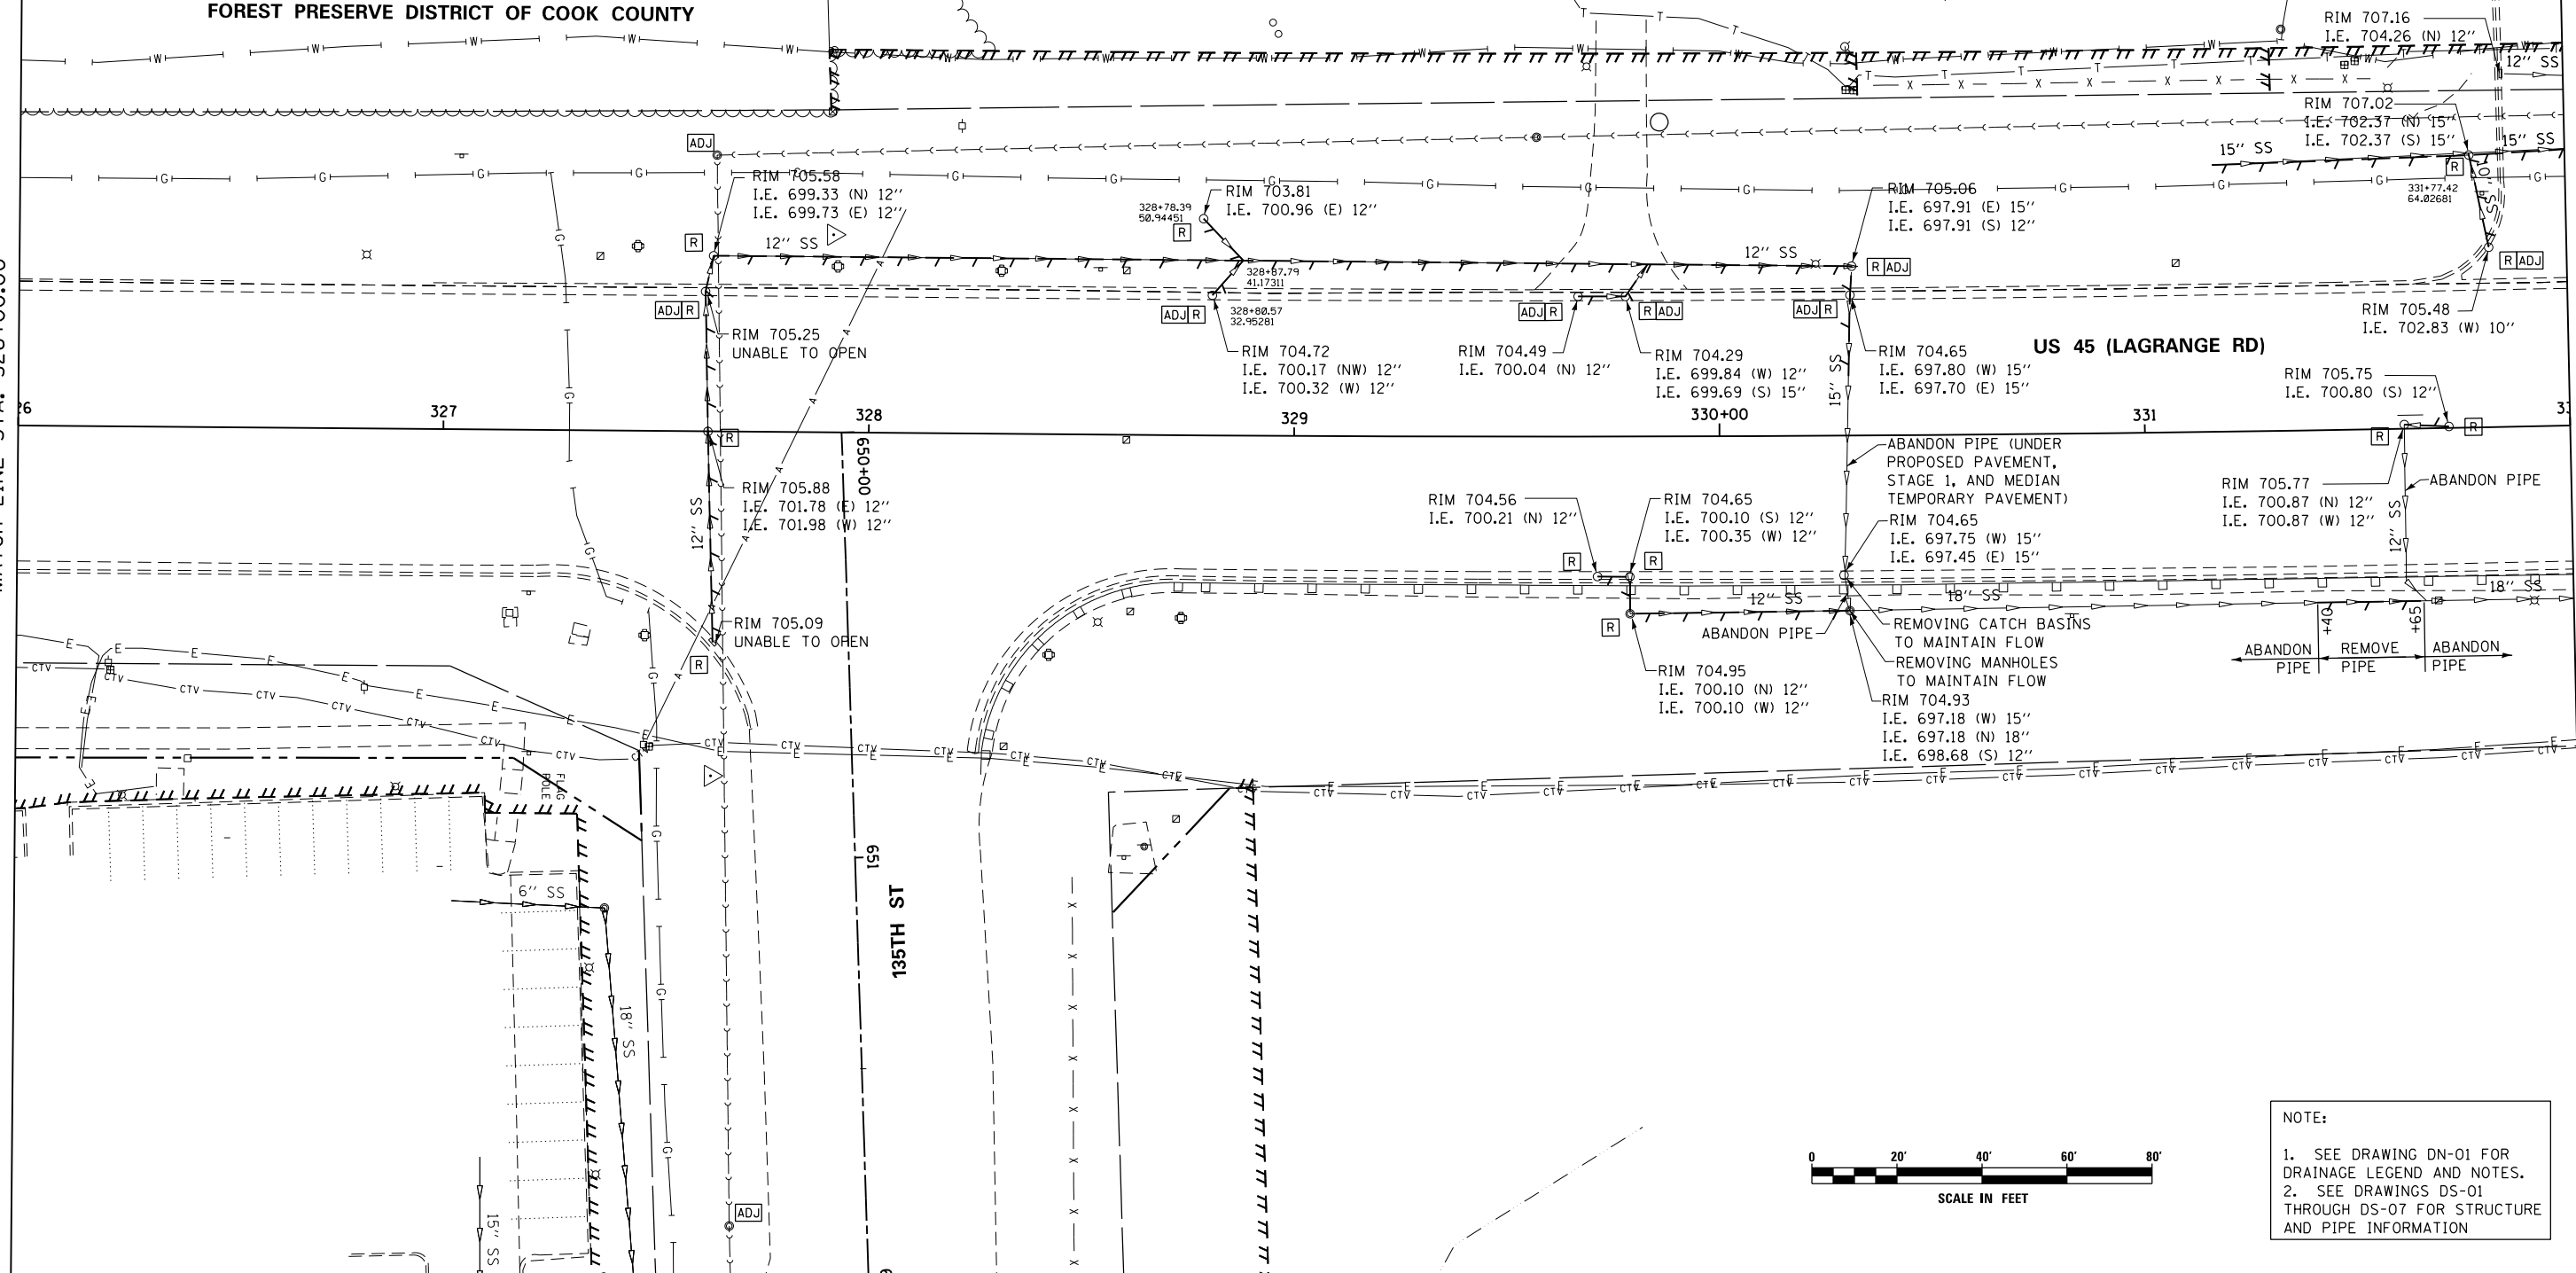 FOREST PRESERVE DISTRICT OF COOK COUNTY
RIM 707.16
I.E. 704.26 (N) 12''
12'' SS
RIM 707.02
I.E. 702.37 (N) 15''
I.E. 702.37 (S) 15''
15'' SS
15'' SS
R
10'' SS
331+77.42
64.02681
ADJ
RIM 705.58
I.E. 699.33 (N) 12''
I.E. 699.73 (E) 12''
R
12'' SS
328+78.39
50.94451
RIM 703.81
I.E. 700.96 (E) 12''
R
328+87.79
41.17311
RIM 705.06
I.E. 697.91 (E) 15''
I.E. 697.91 (S) 12''
12'' SS
R ADJ
R ADJ
ADJ R
RIM 705.25
UNABLE TO OPEN
ADJ R
328+80.57
32.95281
RIM 704.72
I.E. 700.17 (NW) 12''
I.E. 700.32 (W) 12''
ADJ R
RIM 704.49
I.E. 700.04 (N) 12''
R ADJ
RIM 704.29
I.E. 699.84 (W) 12''
I.E. 699.69 (S) 15''
ADJ R
15'' SS
RIM 704.65
I.E. 697.80 (W) 15''
I.E. 697.70 (E) 15''
US 45 (LAGRANGE RD)
RIM 705.48
I.E. 702.83 (W) 10''
RIM 705.75
I.E. 700.80 (S) 12''
327
328
329
330+00
331
R
650+00
RIM 705.88
I.E. 701.78 (E) 12''
I.E. 701.98 (W) 12''
12'' SS
RIM 705.09
UNABLE TO OPEN
R
RIM 704.56
I.E. 700.21 (N) 12''
R
RIM 704.65
I.E. 700.10 (S) 12''
I.E. 700.35 (W) 12''
R
ABANDON PIPE (UNDER
PROPOSED PAVEMENT,
STAGE 1, AND MEDIAN
TEMPORARY PAVEMENT)
RIM 704.65
I.E. 697.75 (W) 15''
I.E. 697.45 (E) 15''
R
R
RIM 705.77
I.E. 700.87 (N) 12''
I.E. 700.87 (W) 12''
ABANDON PIPE
12'' SS
12'' SS
18'' SS
18'' SS
R
ABANDON PIPE
REMOVING CATCH BASINS
TO MAINTAIN FLOW
REMOVING MANHOLES
TO MAINTAIN FLOW
RIM 704.95
I.E. 700.10 (N) 12''
I.E. 700.10 (W) 12''
RIM 704.93
I.E. 697.18 (W) 15''
I.E. 697.18 (N) 18''
I.E. 698.68 (S) 12''
+40
+65
ABANDON
PIPE
REMOVE
PIPE
ABANDON
PIPE
FLAG
POLE
651
135TH ST
6'' SS
18'' SS
15'' SS
ADJ
0 20' 40' 60' 80'
SCALE IN FEET
NOTE:
1. SEE DRAWING DN-01 FOR
DRAINAGE LEGEND AND NOTES.
2. SEE DRAWINGS DS-01
THROUGH DS-07 FOR STRUCTURE
AND PIPE INFORMATION